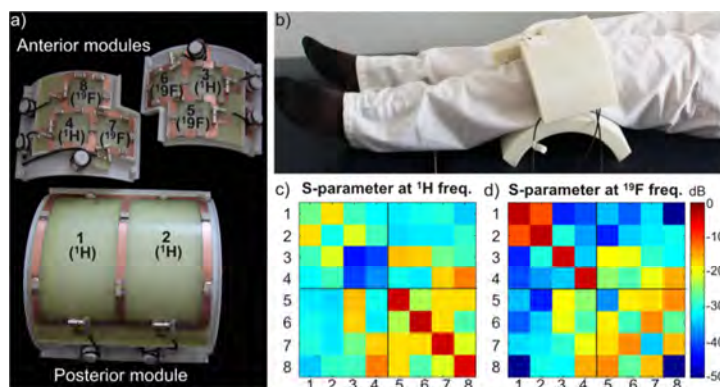 a)
Anterior modules
8
(19F)
4
(1H)
7
(19F)
6
(19F)
3
(1H)
5
(19F)
1
(1H)
2
(1H)
Posterior module
b)
c) S-parameter at 1H freq.
1
2
3
4
5
6
7
8
1 2 3 4 5 6 7 8
d) S-parameter at 19F freq.
1
2
3
4
5
6
7
8
1 2 3 4 5 6 7 8
dB
0
-10
-20
-30
-40
-50